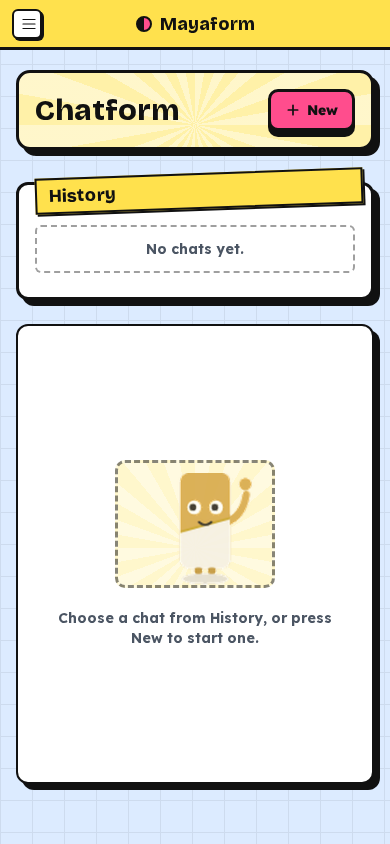 Mayaform
Chatform
New
History
No chats yet.
Choose a chat from History, or press
New to start one.